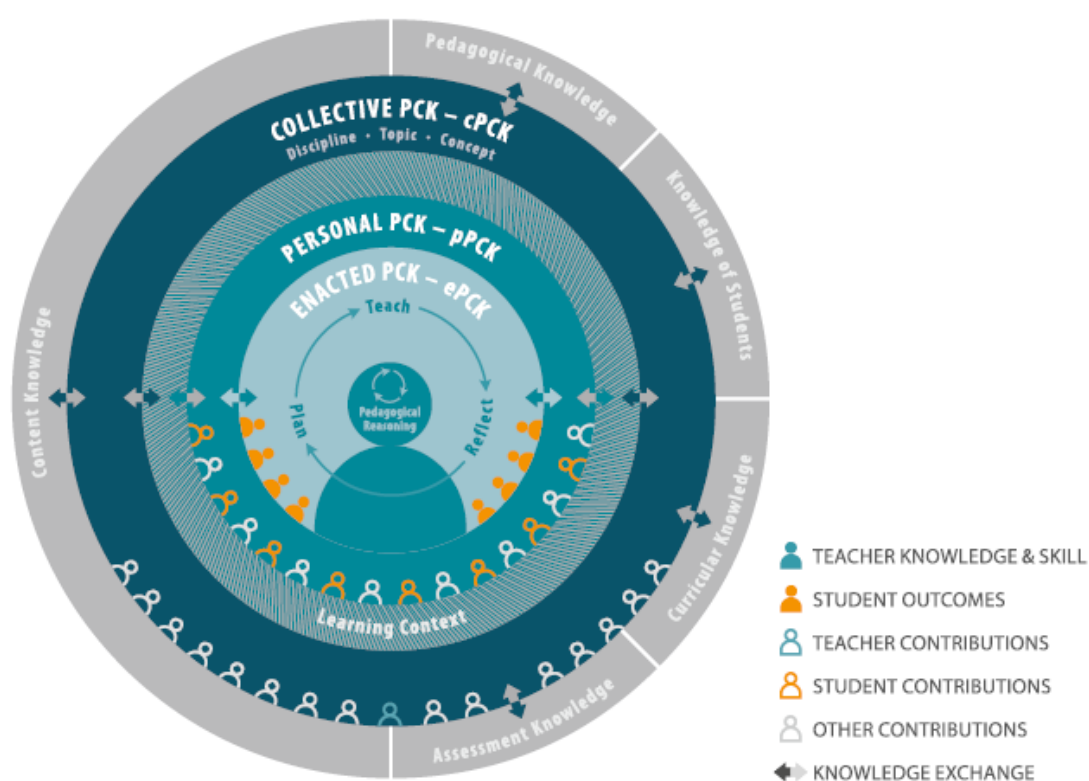 Pedagogical Knowledge
COLLECTIVE PCK – cPCK
Discipline · Topic · Concept
Knowledge of Students
PERSONAL PCK – pPCK
ENACTED PCK – ePCK
Teach
Content Knowledge
Pedagogical
Reasoning
Plan
Reflect
Curricular Knowledge
Learning Context
Assessment Knowledge
TEACHER KNOWLEDGE & SKILL
STUDENT OUTCOMES
TEACHER CONTRIBUTIONS
STUDENT CONTRIBUTIONS
OTHER CONTRIBUTIONS
KNOWLEDGE EXCHANGE